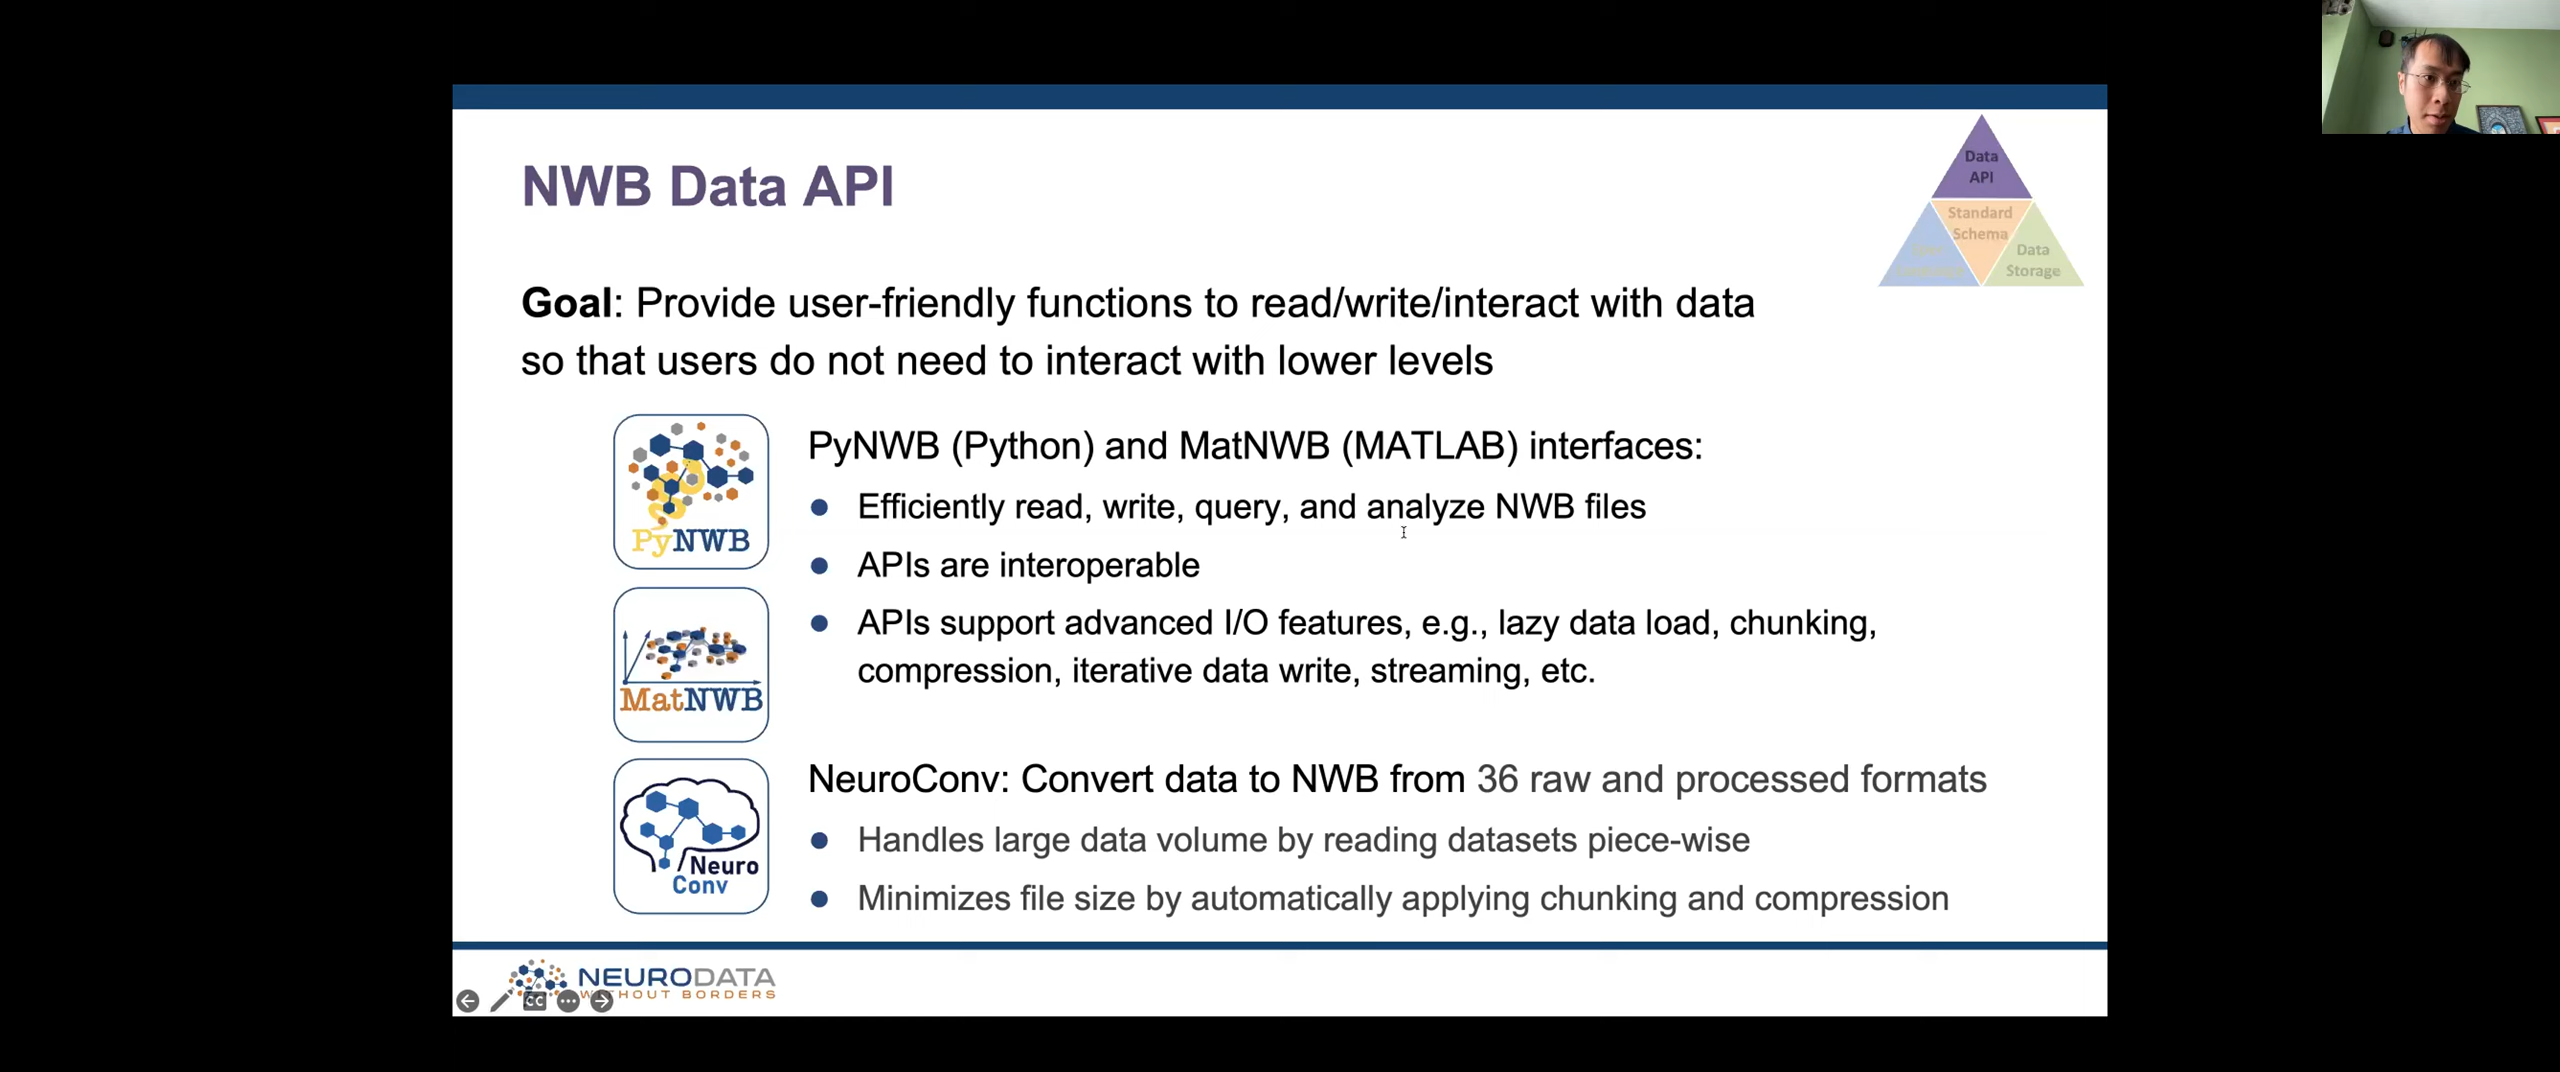 NWB Data API
Data
API
Standard
Schema
Data
Storage
Goal: Provide user-friendly functions to read/write/interact with data
so that users do not need to interact with lower levels
PyNWB
PyNWB (Python) and MatNWB (MATLAB) interfaces:
Efficiently read, write, query, and analyze NWB files
APIs are interoperable
APIs support advanced I/O features, e.g., lazy data load, chunking,
compression, iterative data write, streaming, etc.
MatNWB
NeuroConv: Convert data to NWB from 36 raw and processed formats
Handles large data volume by reading datasets piece-wise
Minimizes file size by automatically applying chunking and compression
Neuro
Conv
NEURODATA
BORDERS
CC